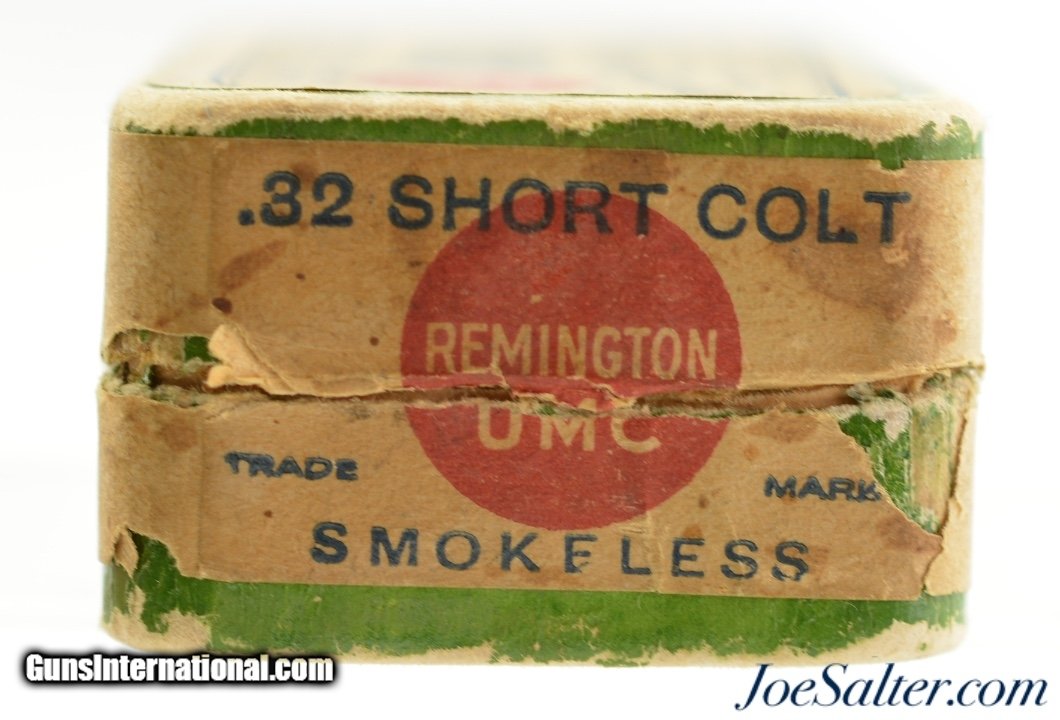 .32 SHORT COLT
REMINGTON
UMC
TRADE MARK
SMOKELESS
GunsInternational.com
JoeSalter.com